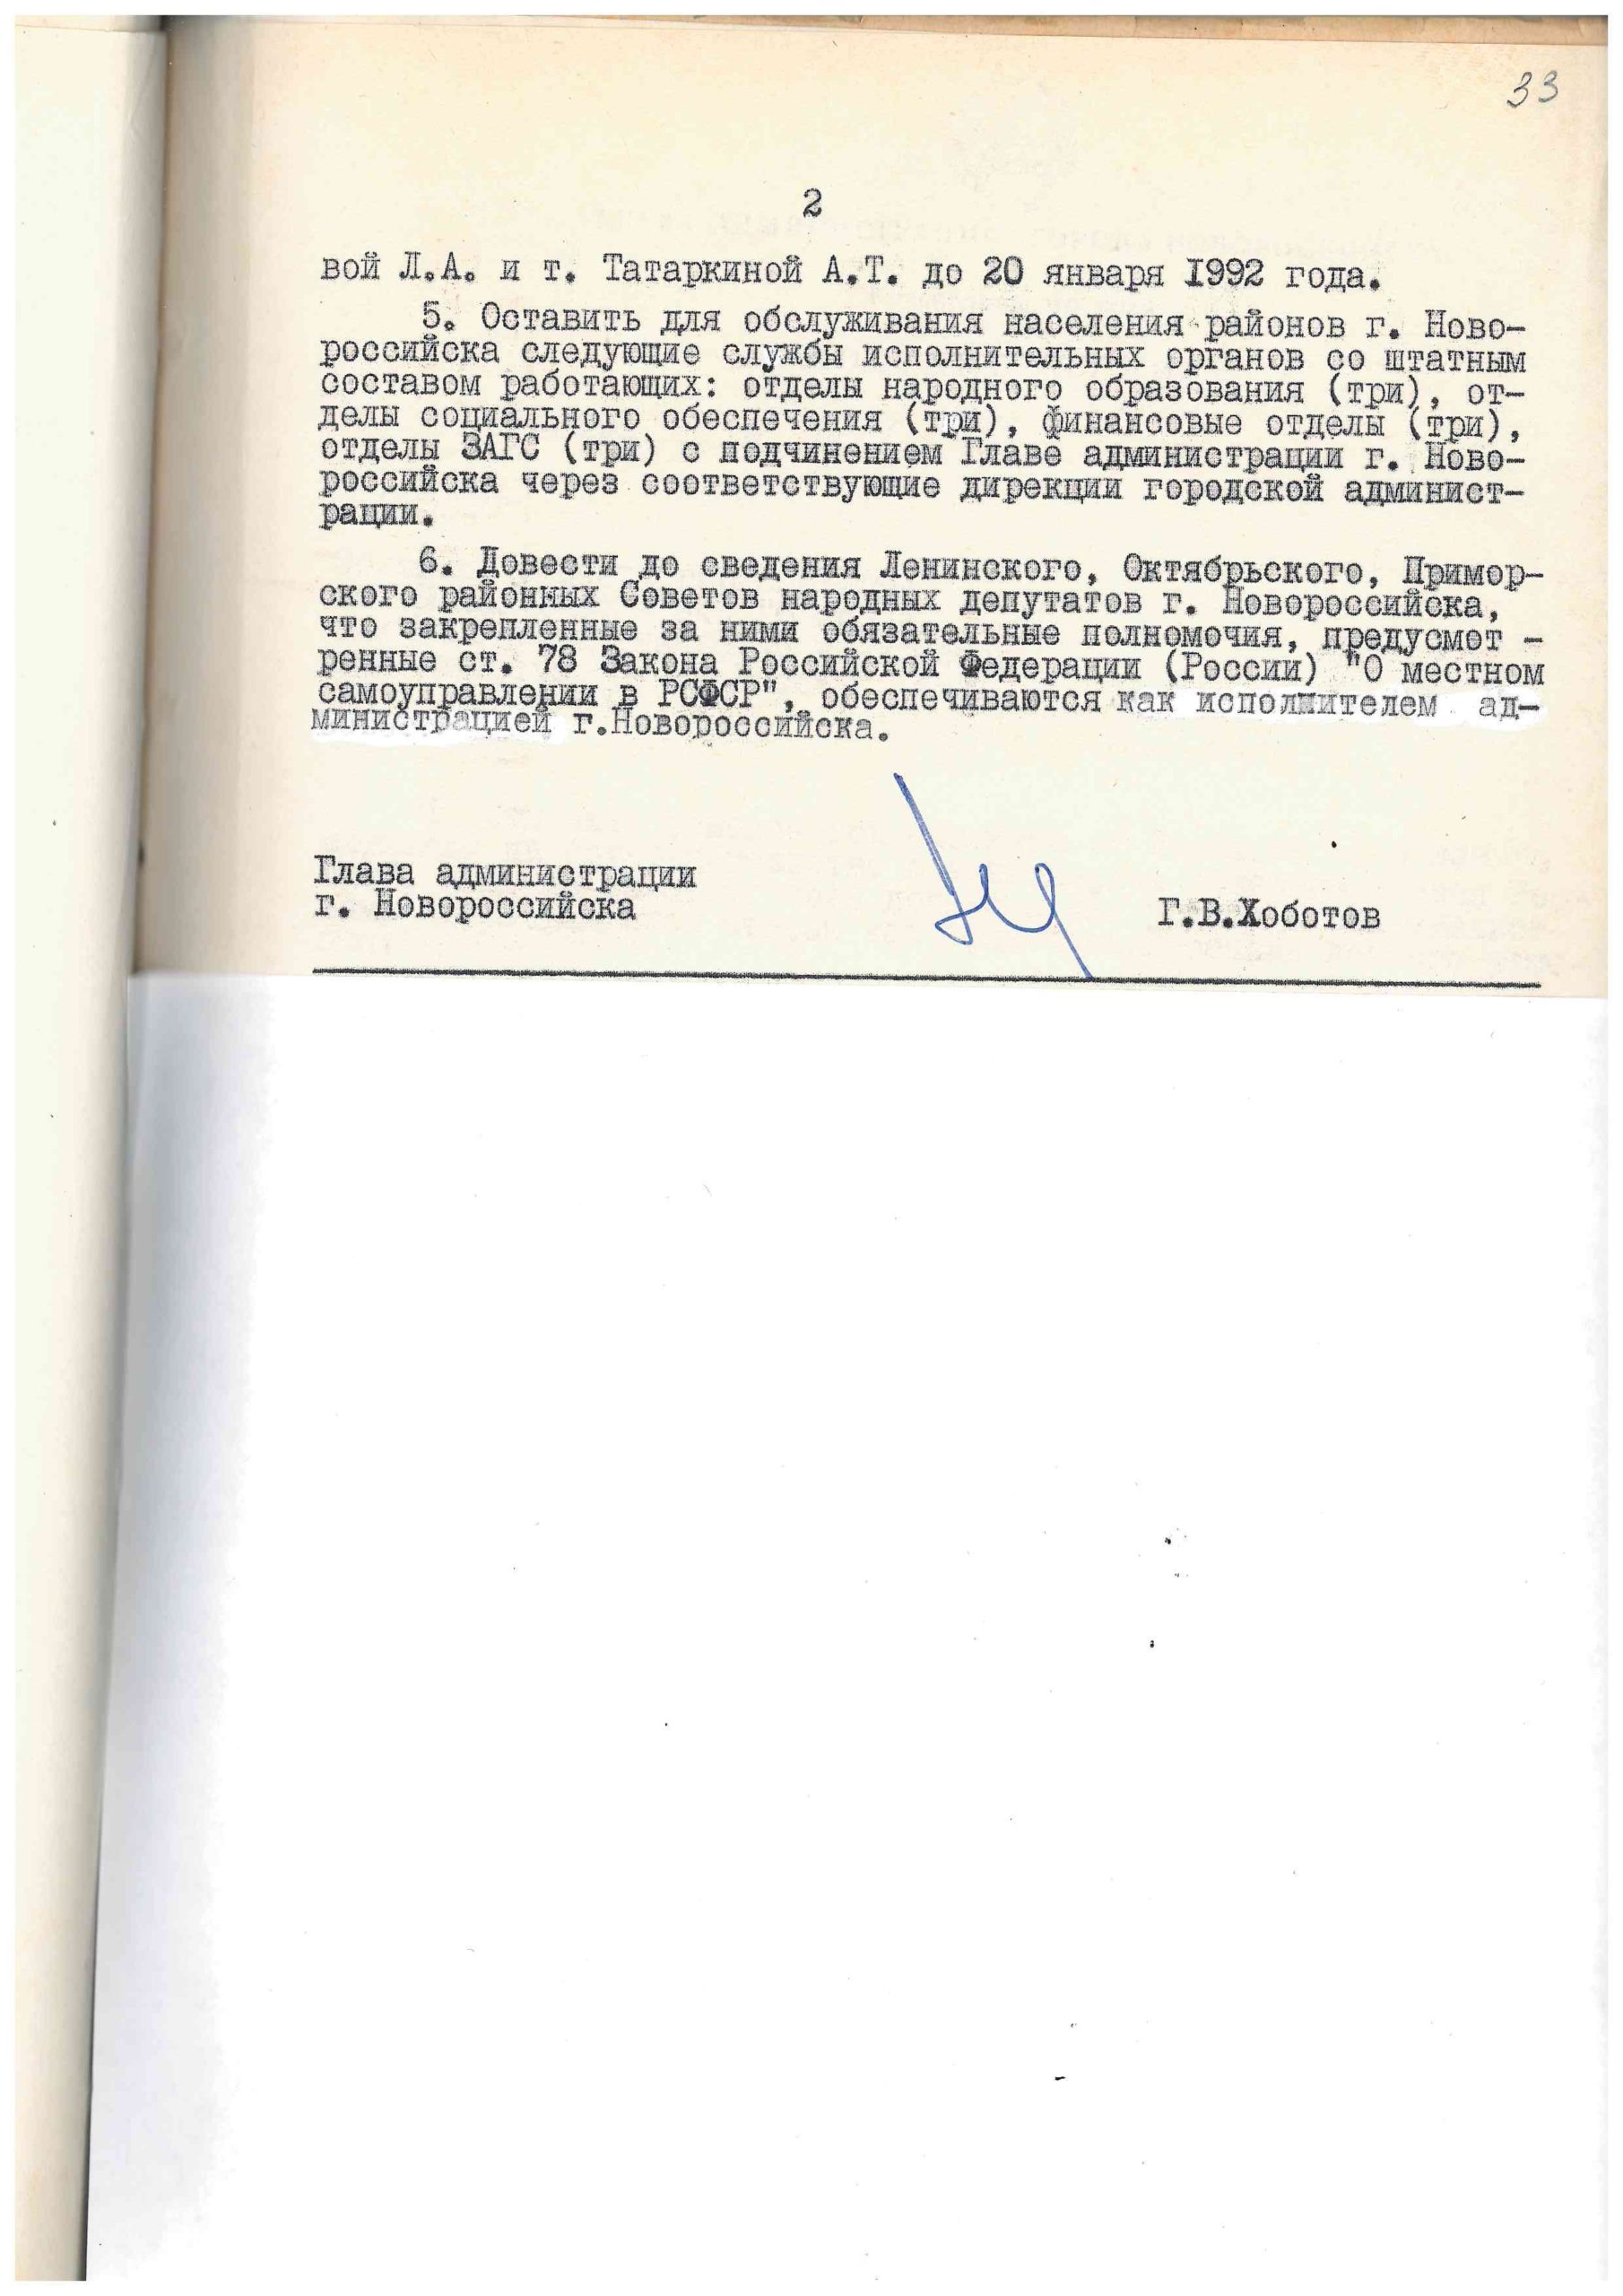 33
2
вой Л.А. и т. Татаркиной А.Т. до 20 января 1992 года.
5. Оставить для обслуживания населения районов г. Ново-
российска следующие службы исполнительных органов со штатным
составом работающих: отделы народного образования (три), от-
делы социального обеспечения (три), финансовые отделы (три),
отделы ЗАГС (три) с подчинением Главе администрации г. Ново-
российска через соответствующие дирекции городской админист-
рации.
6. Довести до сведения Ленинского, Октябрьского, Примор-
ского районных Советов народных депутатов г. Новороссийска,
что закрепленные за ними обязательные полномочия, предусмот -
ренные ст. 78 Закона Российской Федерации (России) "О местном
самоуправлении в РСФСР", обеспечиваются как исполнителем ад-
министрацией г.Новороссийска.
Глава администрации
г. Новороссийска
Г.В.Хоботов